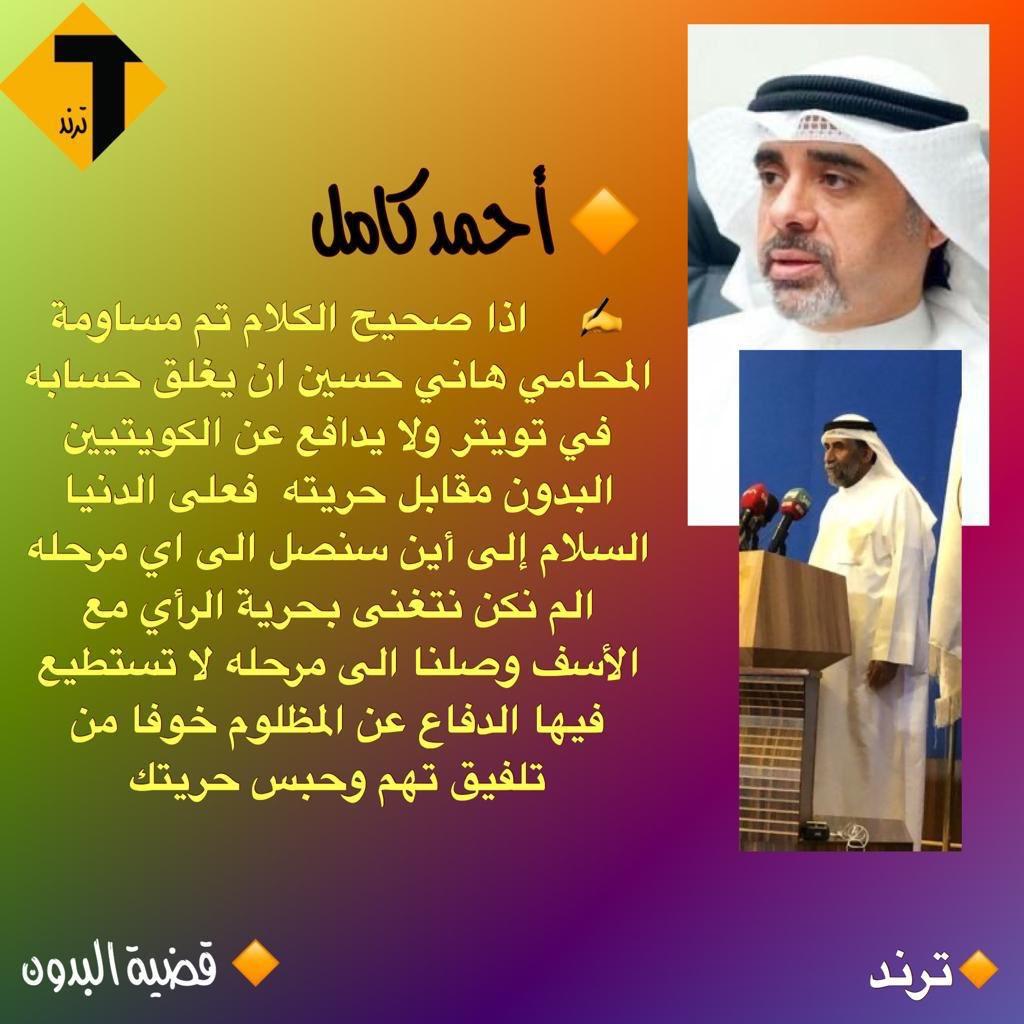 T
ترند
أحمد كامل
اذا صحيح الكلام تم مساومة
المحامي هاني حسين ان يغلق حسابه
في تويتر ولا يدافع عن الكويتيين
البدون مقابل حريته فعلى الدنيا
السلام إلى أين سنصل الى اي مرحله
الم نكن نتغنى بحرية الرأي مع
الأسف وصلنا الى مرحله لا تستطيع
فيها الدفاع عن المظلوم خوفا من
تلفيق تهم وحبس حريتك
ترند
قضية البدون